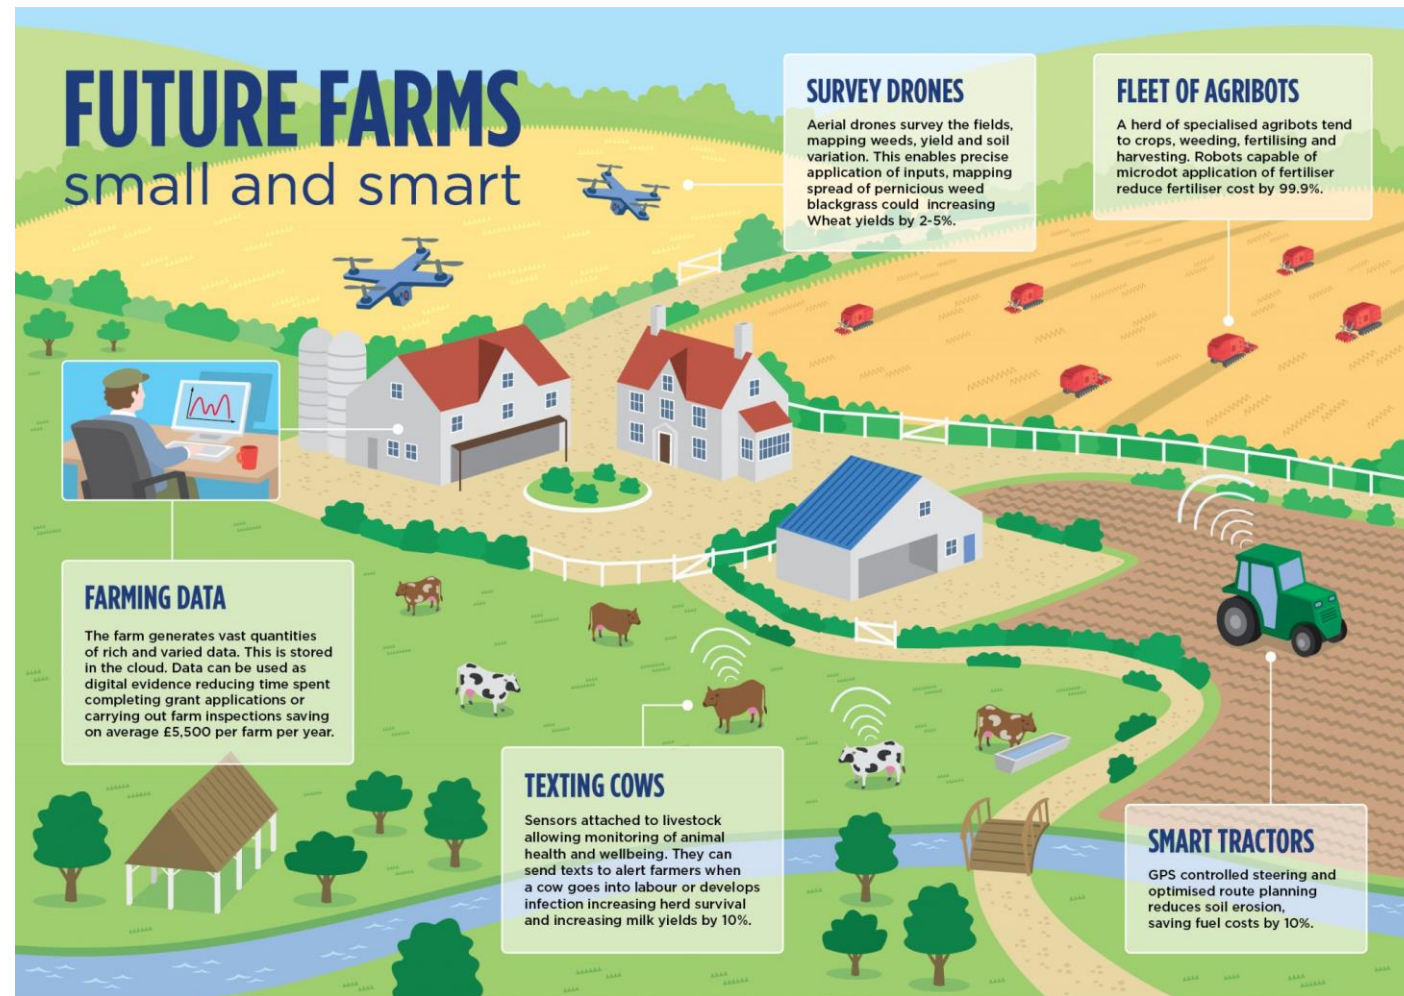 FUTURE FARMS
small and smart
SURVEY DRONES
Aerial drones survey the fields,
mapping weeds, yield and soil
variation. This enables precise
application of inputs, mapping
spread of pernicious weed
blackgrass could  increasing
Wheat yields by 2-5%.
FLEET OF AGRIBOTS
A herd of specialised agribots tend
to crops, weeding, fertilising and
harvesting. Robots capable of
microdot application of fertiliser
reduce fertiliser cost by 99.9%.
FARMING DATA
The farm generates vast quantities
of rich and varied data. This is stored
in the cloud. Data can be used as
digital evidence reducing time spent
completing grant applications or
carrying out farm inspections saving
on average £5,500 per farm per year.
TEXTING COWS
Sensors attached to livestock
allowing monitoring of animal
health and wellbeing. They can
send texts to alert farmers when
a cow goes into labour or develops
infection increasing herd survival
and increasing milk yields by 10%.
SMART TRACTORS
GPS controlled steering and
optimised route planning
reduces soil erosion,
saving fuel costs by 10%.